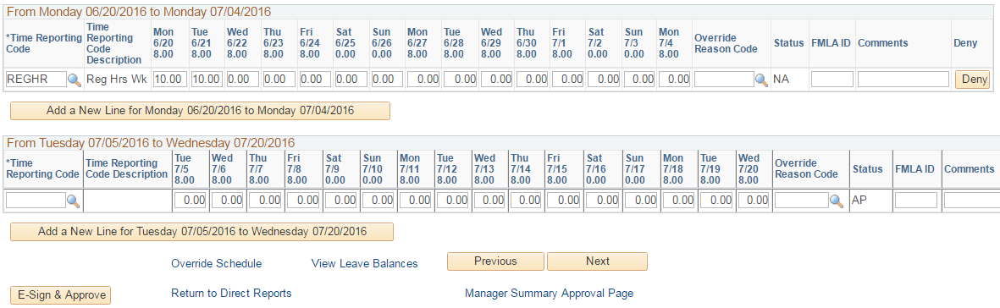 From Monday 06/20/2016 to Monday 07/04/2016
*Time Reporting Code Time Reporting Code Description Mon 6/20 8.00 Tue 6/21 8.00 Wed 6/22 8.00 Thu 6/23 8.00 Fri 6/24 8.00 Sat 6/25 0.00 Sun 6/26 0.00 Mon 6/27 8.00 Tue 6/28 8.00 Wed 6/29 8.00 Thu 6/30 8.00 Fri 7/1 8.00 Sat 7/2 0.00 Sun 7/3 0.00 Mon 7/4 8.00 Override Reason Code Status FMLA ID Comments Deny
REGHR Reg Hrs Wk 10.00 10.00 0.00 0.00 0.00 0.00 0.00 0.00 0.00 0.00 0.00 0.00 0.00 0.00 0.00 NA Deny
Add a New Line for Monday 06/20/2016 to Monday 07/04/2016
From Tuesday 07/05/2016 to Wednesday 07/20/2016
*Time Reporting Code Time Reporting Code Description Tue 7/5 8.00 Wed 7/6 8.00 Thu 7/7 8.00 Fri 7/8 8.00 Sat 7/9 0.00 Sun 7/10 0.00 Mon 7/11 8.00 Tue 7/12 8.00 Wed 7/13 8.00 Thu 7/14 8.00 Fri 7/15 8.00 Sat 7/16 0.00 Sun 7/17 0.00 Mon 7/18 8.00 Tue 7/19 8.00 Wed 7/20 8.00 Override Reason Code Status FMLA ID Comments
0.00 0.00 0.00 0.00 0.00 0.00 0.00 0.00 0.00 0.00 0.00 0.00 0.00 0.00 0.00 0.00 AP
Add a New Line for Tuesday 07/05/2016 to Wednesday 07/20/2016
Override Schedule View Leave Balances Previous Next
E-Sign & Approve Return to Direct Reports Manager Summary Approval Page